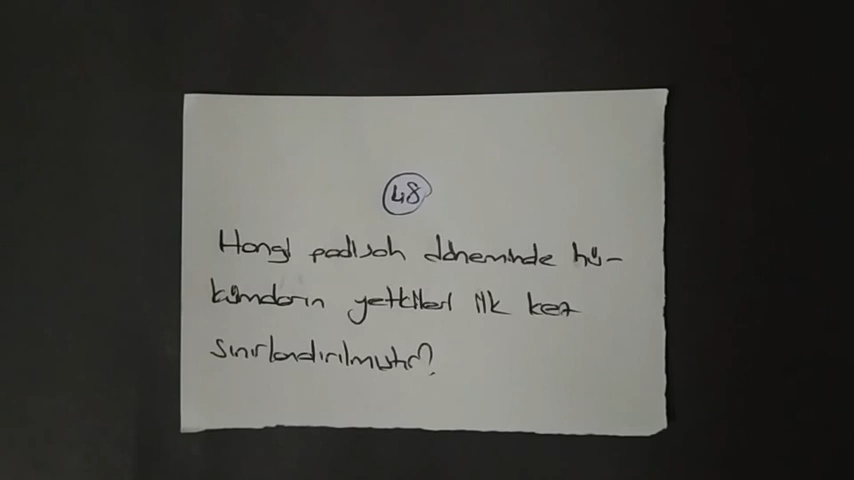 48
Hangi padişah döneminde hü-
kümdarın yetkileri ilk kez
sınırlandırılmıştır?